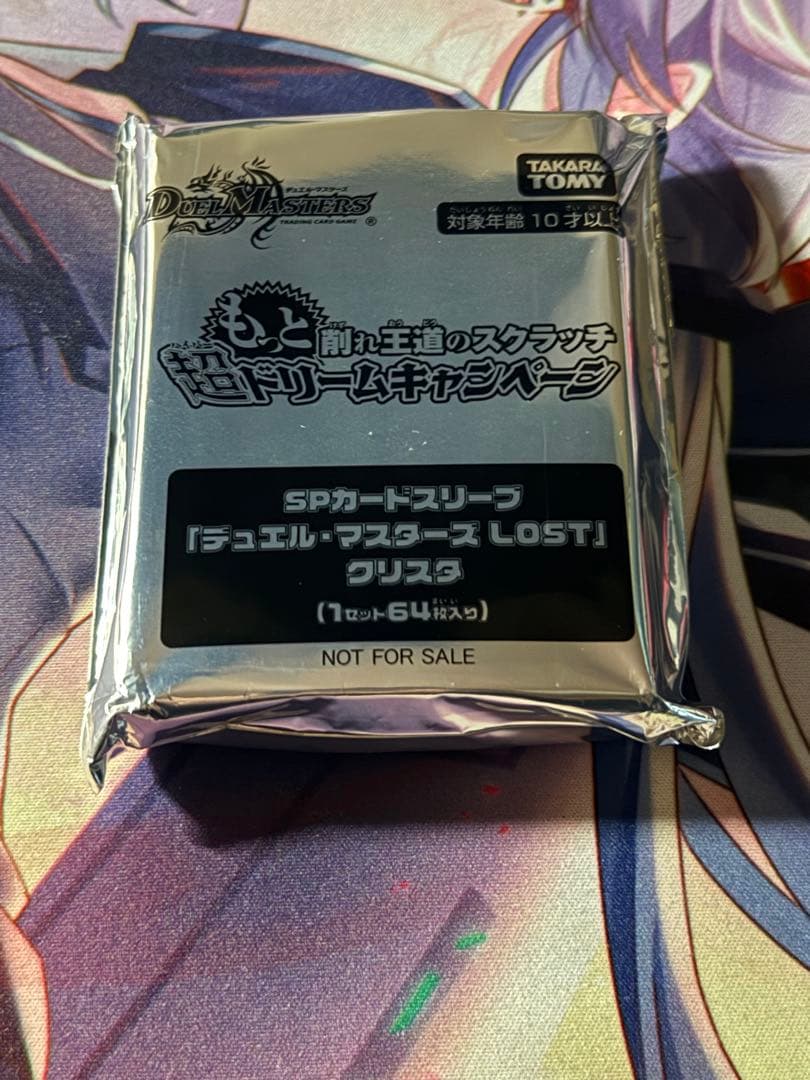 TAKARA
TOMY
デュエル・マスターズ
DUEL MASTERS
TRADING CARD GAME ®
対象年齢 10才以上
もっと削れ王道のスクラッチ
超ドリームキャンペーン
SPカードスリーブ
「デュエル・マスターズ LOST」
クリスタ
(1セット64枚入り)
NOT FOR SALE